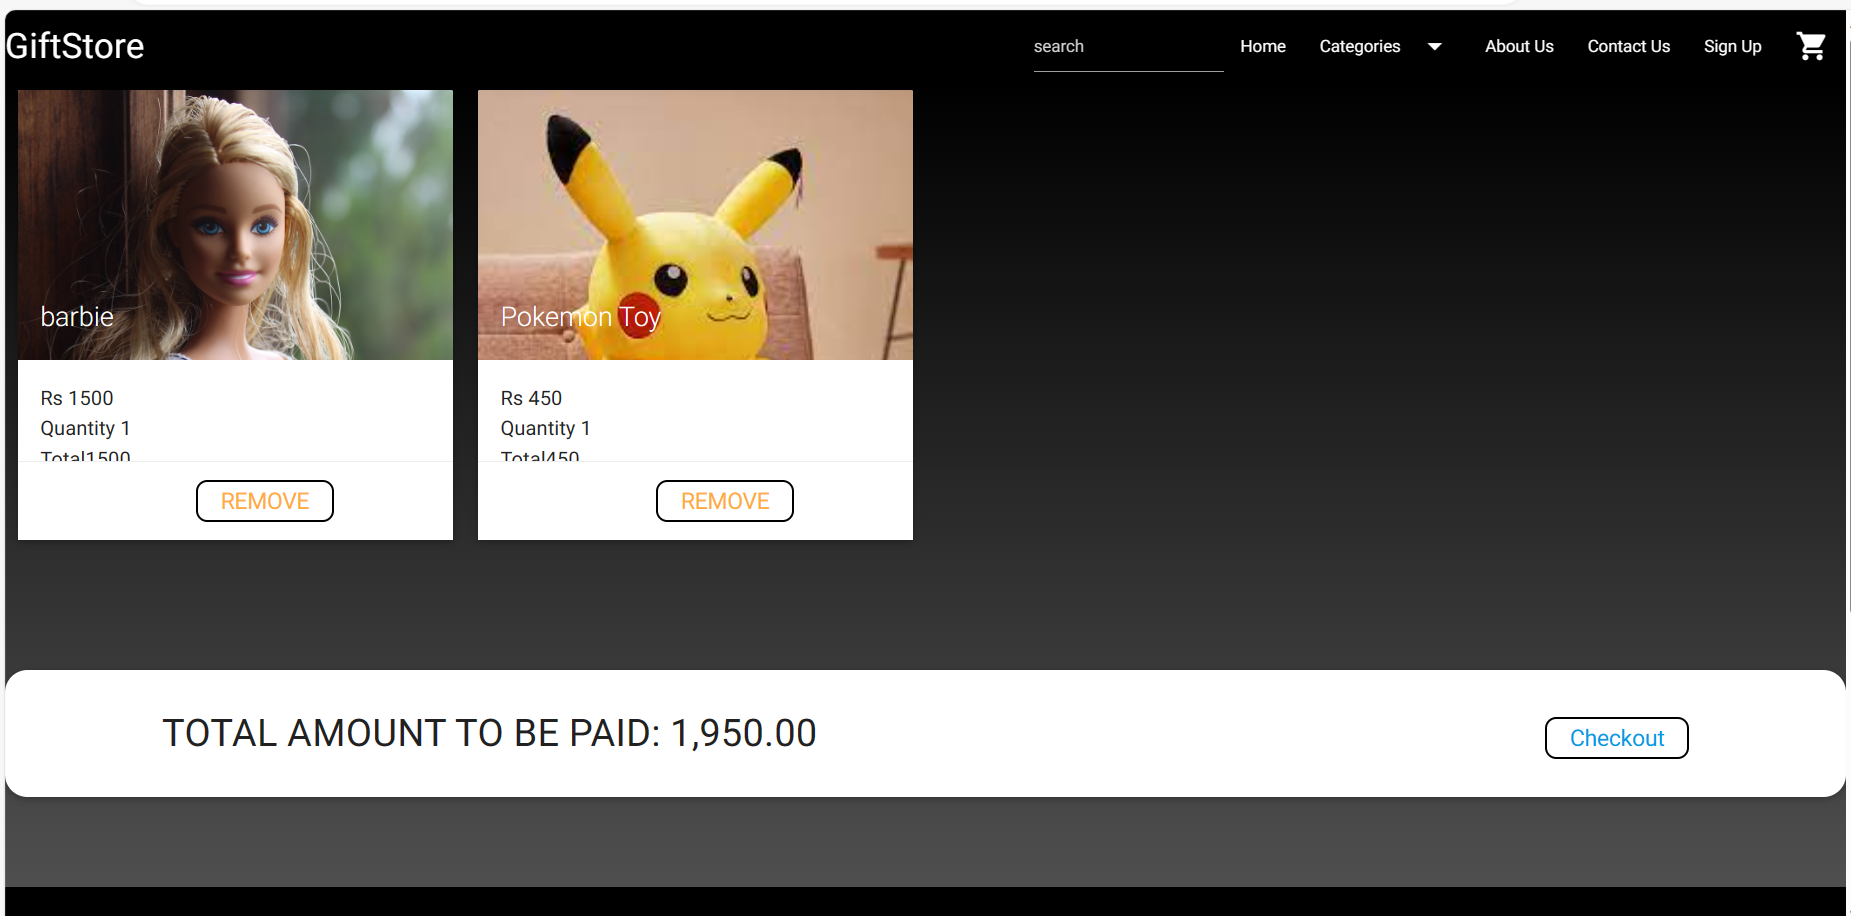 GiftStore
search Home Categories About Us Contact Us Sign Up
barbie
Rs 1500
Quantity 1
Total1500
REMOVE
Pokemon Toy
Rs 450
Quantity 1
Total450
REMOVE
TOTAL AMOUNT TO BE PAID: 1,950.00
Checkout